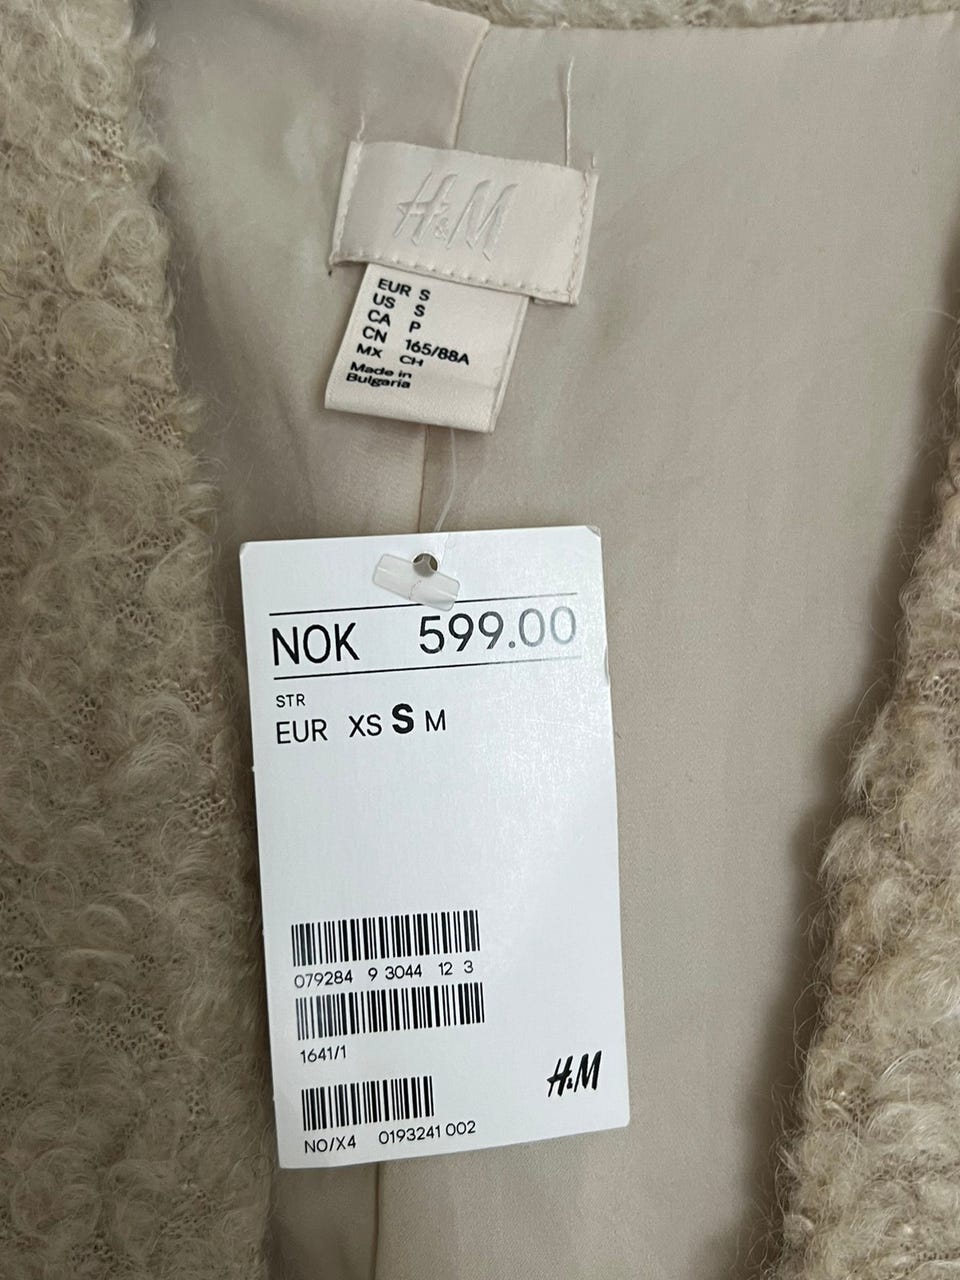 H&M
EUR S
US S
CA P
CN 165/88A
MX CH
Made in
Bulgaria
NOK 599.00
STR
EUR XS S M
079284 9 3044 12 3
1641/1
H&M
NO/X4 0193241 002